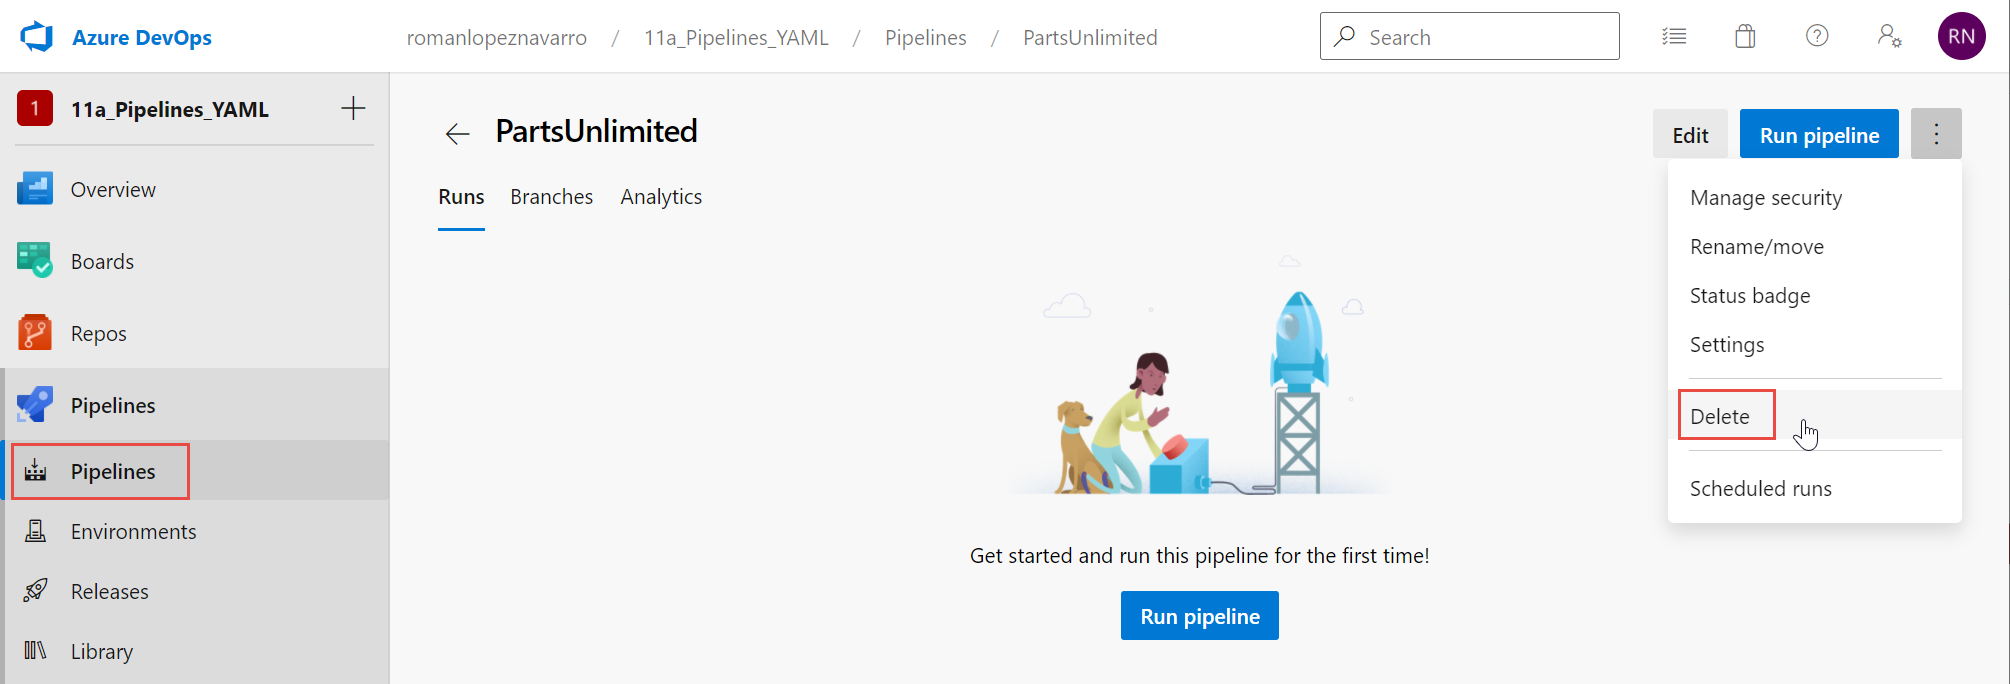 Azure DevOps
romanlopeznavarro / 11a_Pipelines_YAML / Pipelines / PartsUnlimited
Search
RN
1 11a_Pipelines_YAML
Overview
Boards
Repos
Pipelines
Pipelines
Environments
Releases
Library
PartsUnlimited
Edit
Run pipeline
Runs Branches Analytics
Manage security
Rename/move
Status badge
Settings
Delete
Scheduled runs
Get started and run this pipeline for the first time!
Run pipeline